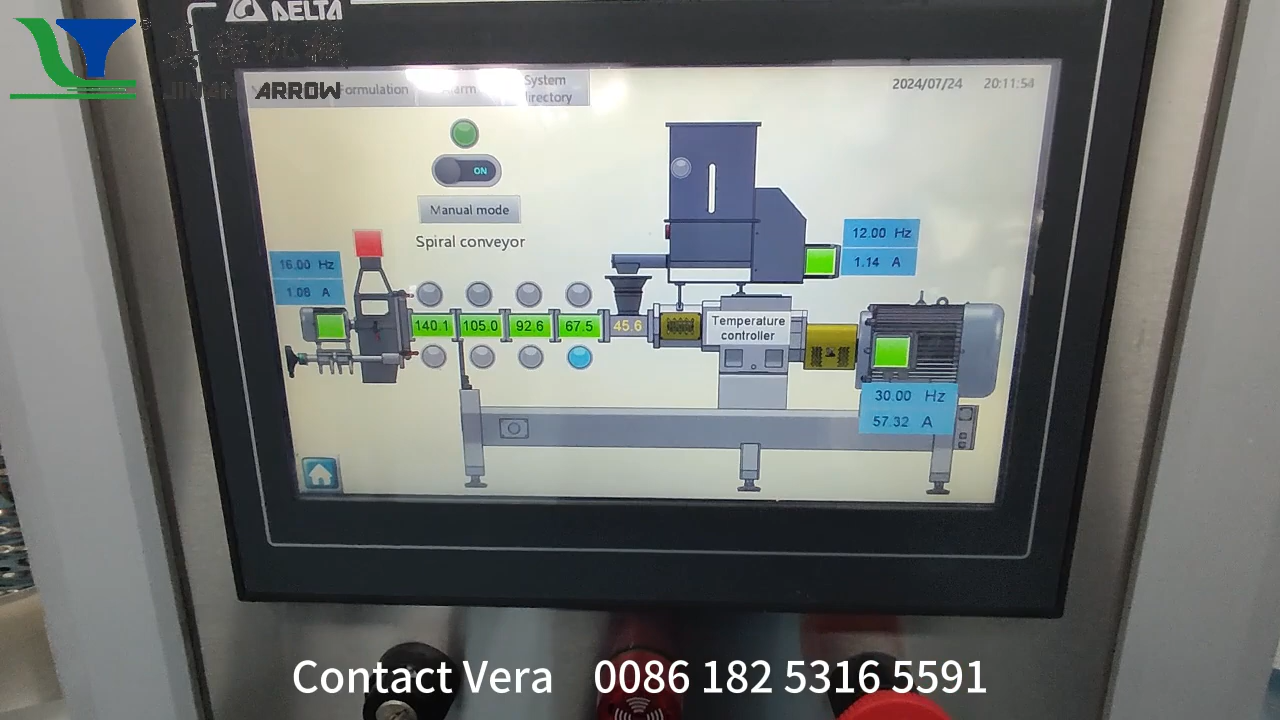 DELTA
JINAN ARROW
Formulation
Alarm
System
directory
2024/07/24 20:11:54
ON
Manual mode
Spiral conveyor
12.00 Hz
1.14 A
16.00 Hz
1.08 A
140.1 105.0 92.6 67.5 45.6
Temperature
controller
30.00 Hz
57.32 A
Contact Vera 0086 182 5316 5591